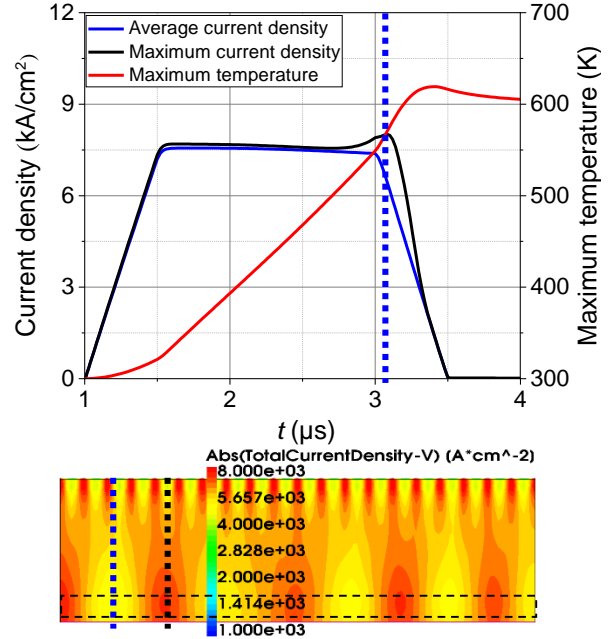 12
700
Average current density
Maximum current density
Maximum temperature
9
600
6
500
3
400
0
300
Current density (kA/cm²)
Maximum temperature (K)
1
2
3
4
t (μs)
Abs(TotalCurrentDensity-V) [A*cm^-2]
8.000e+03
5.657e+03
4.000e+03
2.828e+03
2.000e+03
1.414e+03
1.000e+03